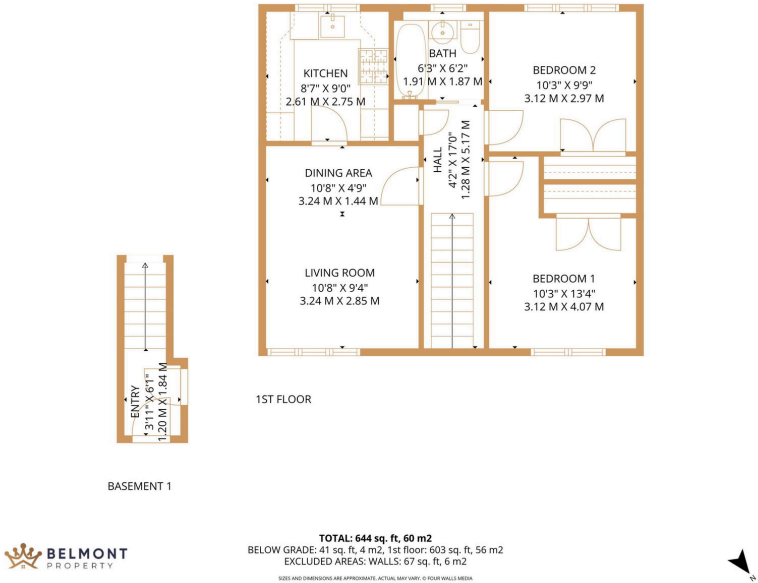 KITCHEN
8'7" X 9'0"
2.61 M X 2.75 M
BATH
6'3" X 6'2"
1.91 M X 1.87 M
BEDROOM 2
10'3" X 9'9"
3.12 M X 2.97 M
HALL
4'2" X 17'0"
1.28 M X 5.17 M
DINING AREA
10'8" X 4'9"
3.24 M X 1.44 M
LIVING ROOM
10'8" X 9'4"
3.24 M X 2.85 M
BEDROOM 1
10'3" X 13'4"
3.12 M X 4.07 M
ENTRY
3'11" X 6'1"
1.20 M X 1.84 M
1ST FLOOR
BASEMENT 1
BELMONT
PROPERTY
TOTAL: 644 sq. ft, 60 m2
BELOW GRADE: 41 sq. ft, 4 m2, 1st floor: 603 sq. ft, 56 m2
EXCLUDED AREAS: WALLS: 67 sq. ft, 6 m2
SIZES AND DIMENSIONS ARE APPROXIMATE. ACTUAL MAY VARY. © FOUR WALLS MEDIA
N